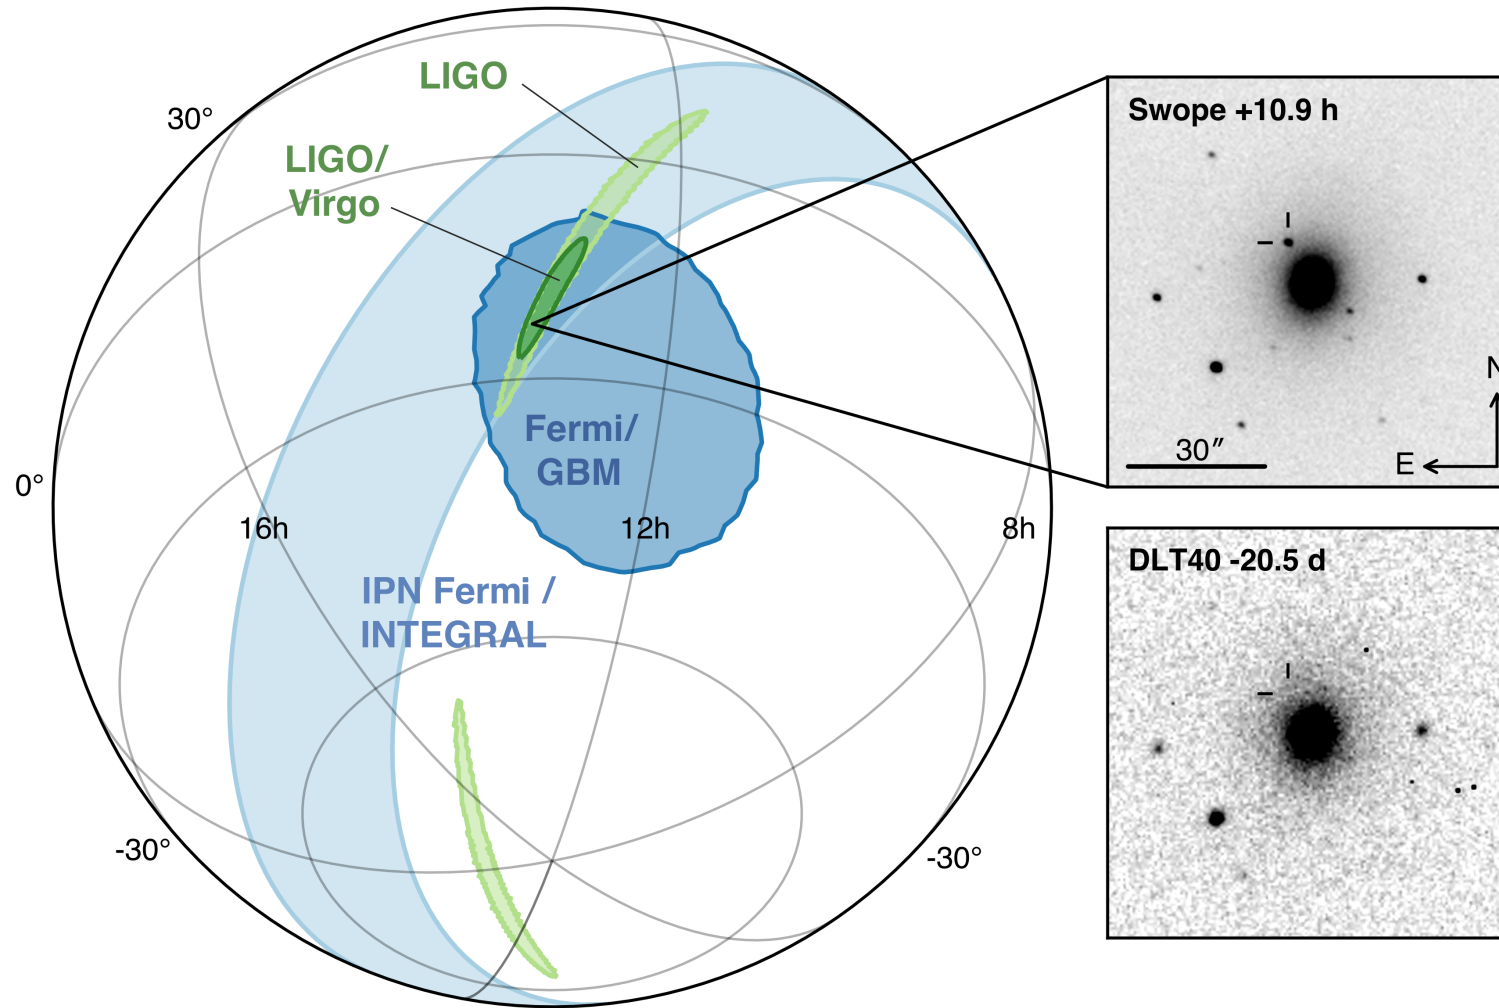 LIGO
30°
LIGO/
Virgo
Fermi/
GBM
0°
16h
12h
8h
IPN Fermi /
INTEGRAL
-30°
-30°
Swope +10.9 h
N
30″
E
DLT40 -20.5 d